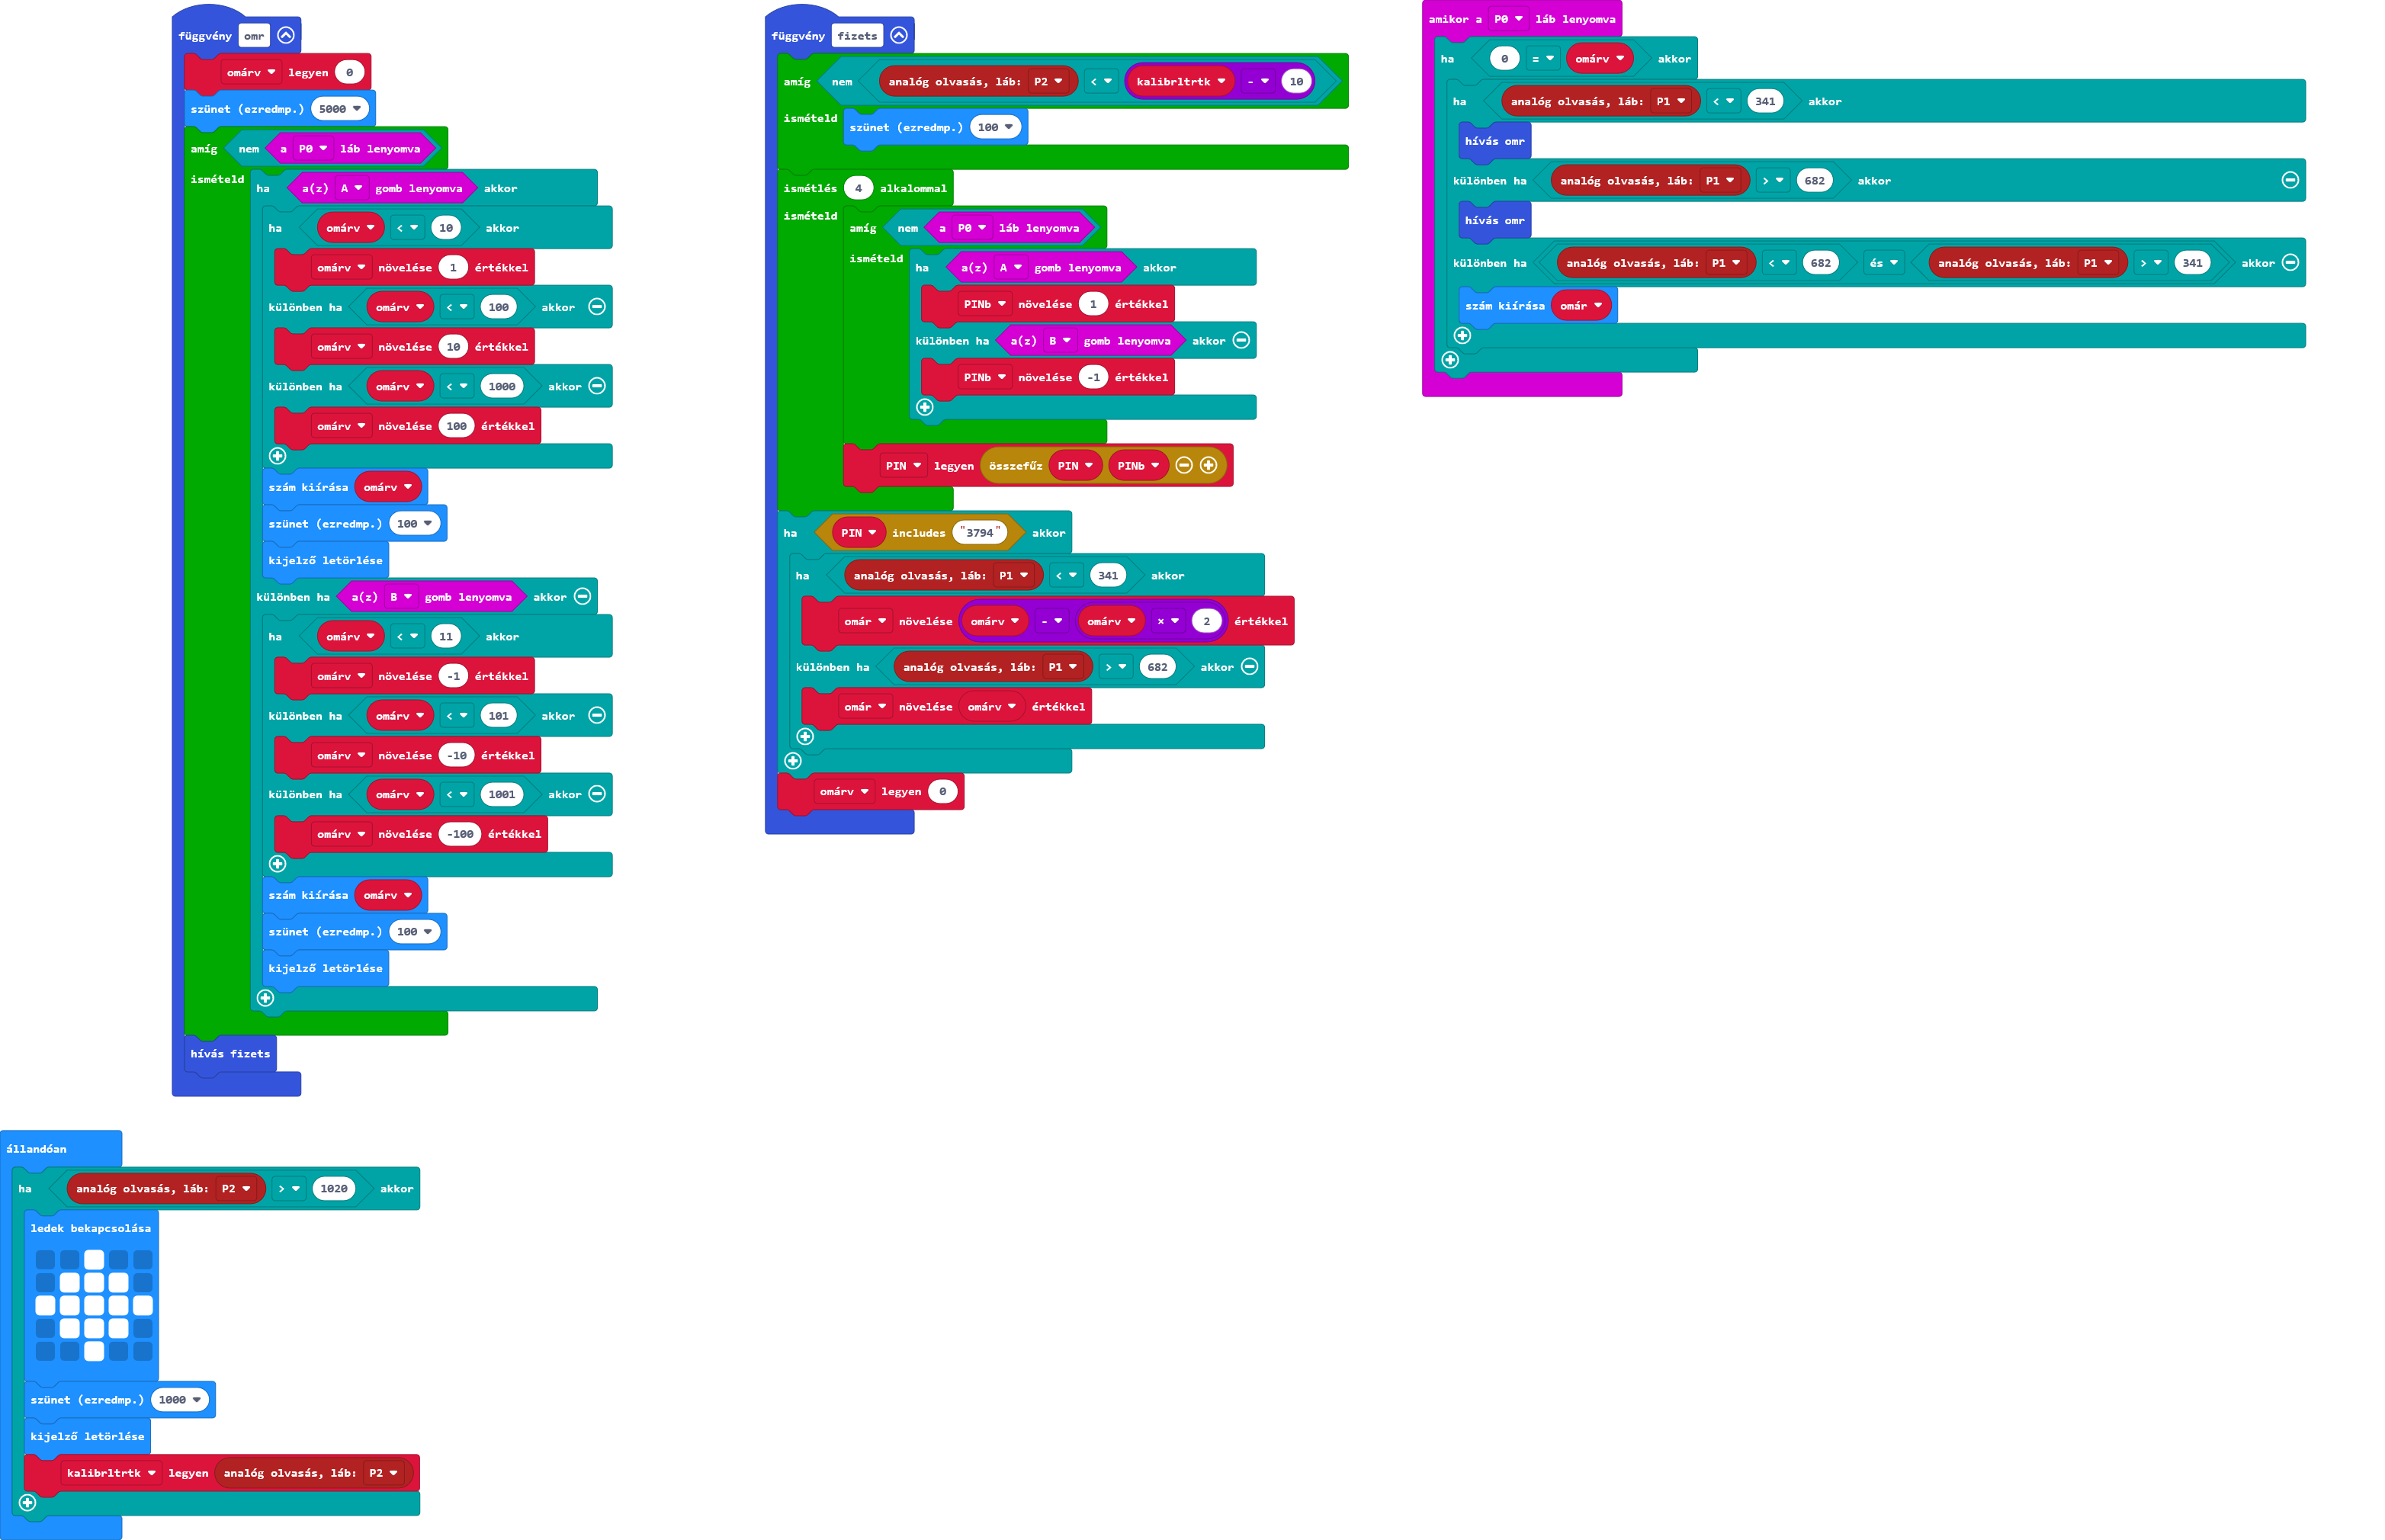 függvény omr
omárv legyen 0
szünet (ezredmp.) 5000
amíg nem a P0 láb lenyomva
ismételd
ha a(z) A gomb lenyomva akkor
ha omárv < 10 akkor
omárv növelése 1 értékkel
különben ha omárv < 100 akkor
omárv növelése 10 értékkel
különben ha omárv < 1000 akkor
omárv növelése 100 értékkel
szám kiírása omárv
szünet (ezredmp.) 100
kijelző letörlése
különben ha a(z) B gomb lenyomva akkor
ha omárv < 11 akkor
omárv növelése -1 értékkel
különben ha omárv < 101 akkor
omárv növelése -10 értékkel
különben ha omárv < 1001 akkor
omárv növelése -100 értékkel
szám kiírása omárv
szünet (ezredmp.) 100
kijelző letörlése
hívás fizets
függvény fizets
amíg nem analóg olvasás, láb: P2 < kalibrltrtk - 10
ismételd
szünet (ezredmp.) 100
ismétlés 4 alkalommal
ismételd
amíg nem a P0 láb lenyomva
ismételd
ha a(z) A gomb lenyomva akkor
PINb növelése 1 értékkel
különben ha a(z) B gomb lenyomva akkor
PINb növelése -1 értékkel
PIN legyen összefűz PIN PINb
ha PIN includes "3794" akkor
ha analóg olvasás, láb: P1 < 341 akkor
omár növelése omárv - omárv × 2 értékkel
különben ha analóg olvasás, láb: P1 > 682 akkor
omár növelése omárv értékkel
omárv legyen 0
amikor a P0 láb lenyomva
ha 0 = omárv akkor
ha analóg olvasás, láb: P1 < 341 akkor
hívás omr
különben ha analóg olvasás, láb: P1 > 682 akkor
hívás omr
különben ha analóg olvasás, láb: P1 < 682 és analóg olvasás, láb: P1 > 341 akkor
szám kiírása omár
állandóan
ha analóg olvasás, láb: P2 > 1020 akkor
ledek bekapcsolása
szünet (ezredmp.) 1000
kijelző letörlése
kalibrltrtk legyen analóg olvasás, láb: P2